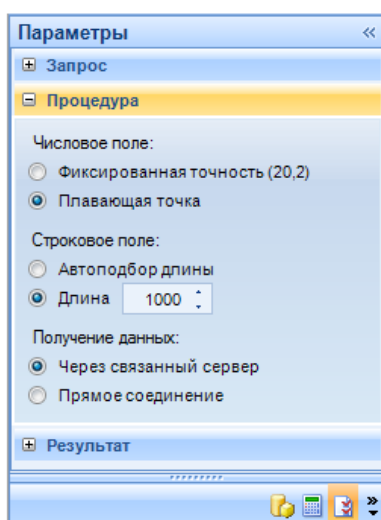 Параметры
Запрос
Процедура
Числовое поле:
Фиксированная точность (20,2)
Плавающая точка
Строковое поле:
Автоподбор длины
Длина 1000
Получение данных:
Через связанный сервер
Прямое соединение
Результат